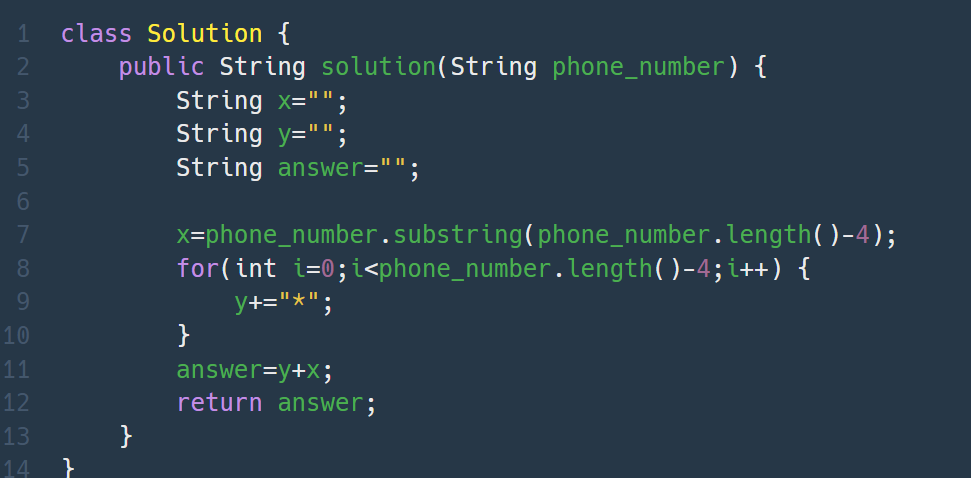 1 class Solution {
2 public String solution(String phone_number) {
3 String x="";
4 String y="";
5 String answer="";
6
7 x=phone_number.substring(phone_number.length()-4);
8 for(int i=0;i<phone_number.length()-4;i++) {
9 y+="*";
10 }
11 answer=y+x;
12 return answer;
13 }
14 }